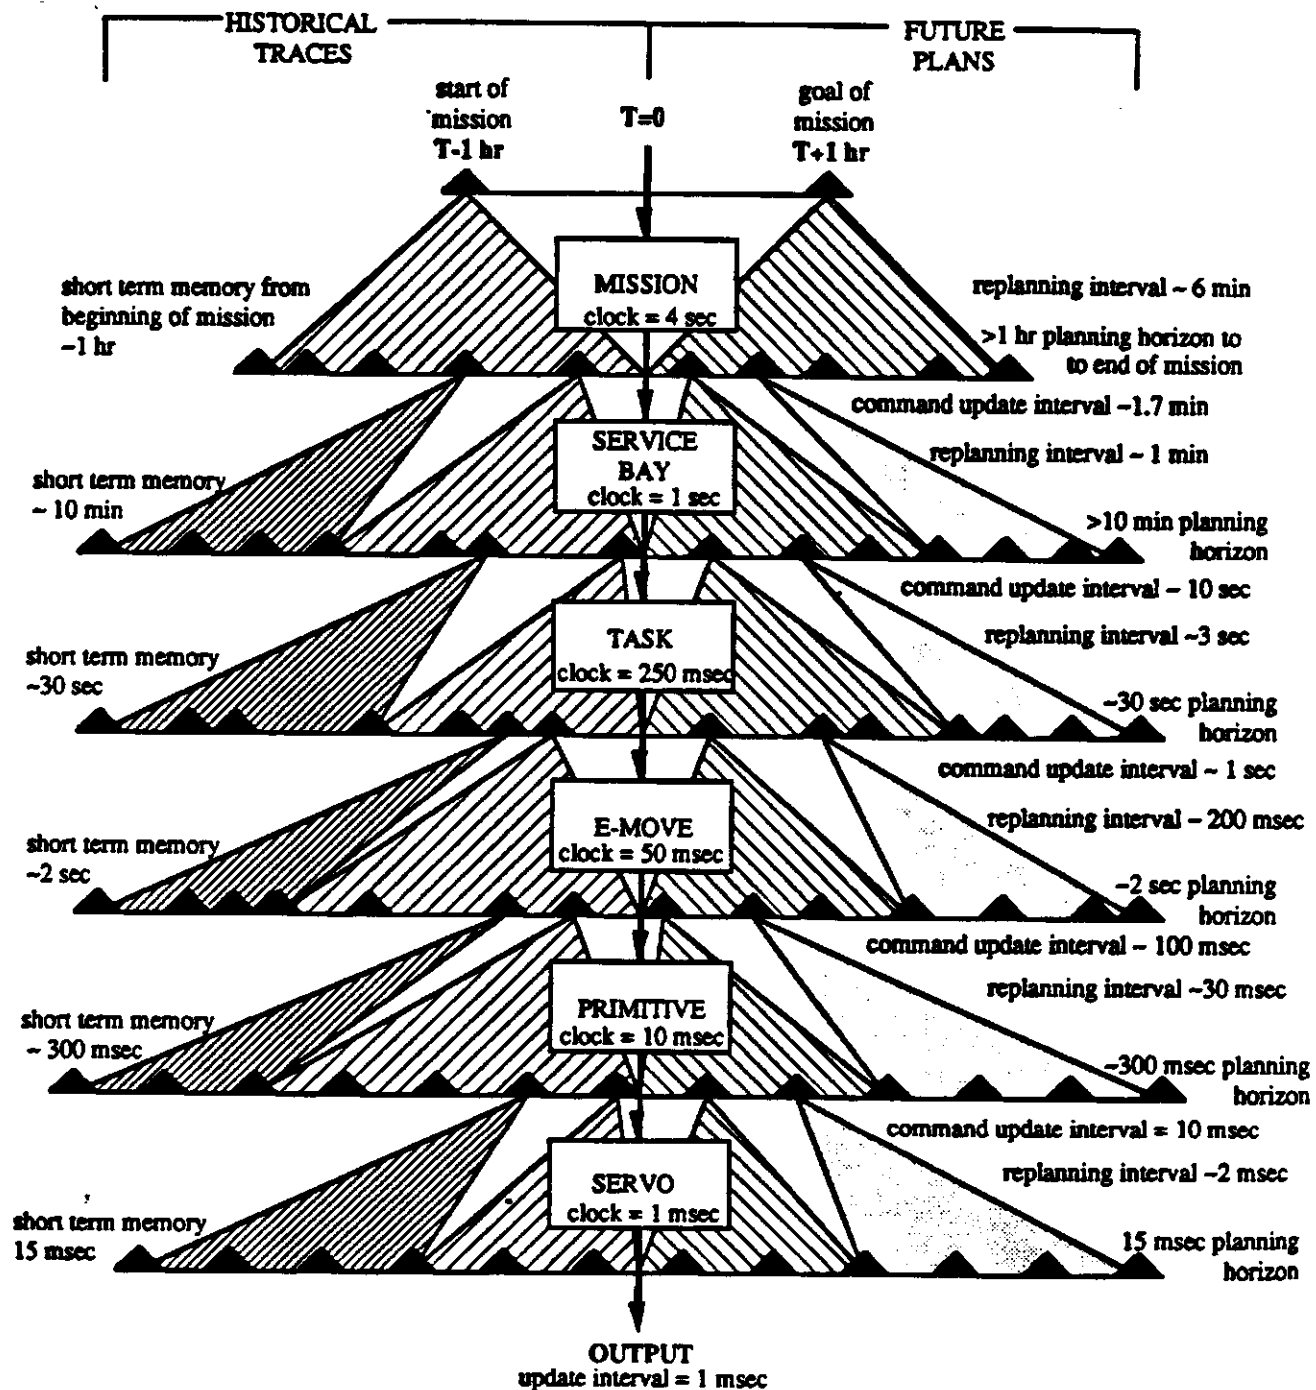 HISTORICAL
TRACES
FUTURE
PLANS
start of
mission
T-1 hr
T=0
goal of
mission
T+1 hr
MISSION
clock = 4 sec
short term memory from
beginning of mission
~1 hr
replanning interval ~ 6 min
>1 hr planning horizon to
to end of mission
command update interval ~1.7 min
SERVICE
BAY
clock = 1 sec
replanning interval ~ 1 min
short term memory
~ 10 min
>10 min planning
horizon
command update interval ~ 10 sec
TASK
clock = 250 msec
replanning interval ~3 sec
short term memory
~30 sec
~30 sec planning
horizon
command update interval ~ 1 sec
E-MOVE
clock = 50 msec
replanning interval ~ 200 msec
short term memory
~2 sec
~2 sec planning
horizon
command update interval ~ 100 msec
PRIMITIVE
clock = 10 msec
replanning interval ~30 msec
short term memory
~ 300 msec
~300 msec planning
horizon
command update interval = 10 msec
SERVO
clock = 1 msec
replanning interval ~2 msec
short term memory
15 msec
15 msec planning
horizon
OUTPUT
update interval = 1 msec